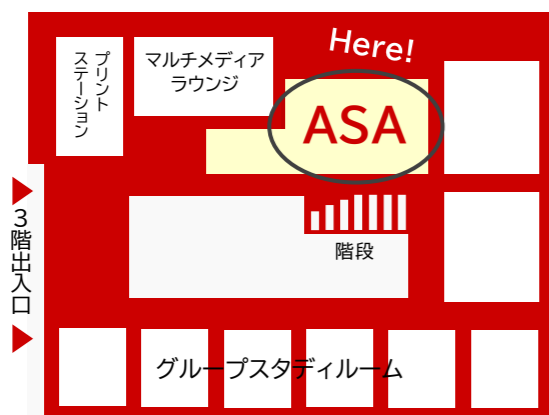 Here!
プリント
ステーション
マルチメディア
ラウンジ
ASA
3階出入口
階段
グループスタディルーム